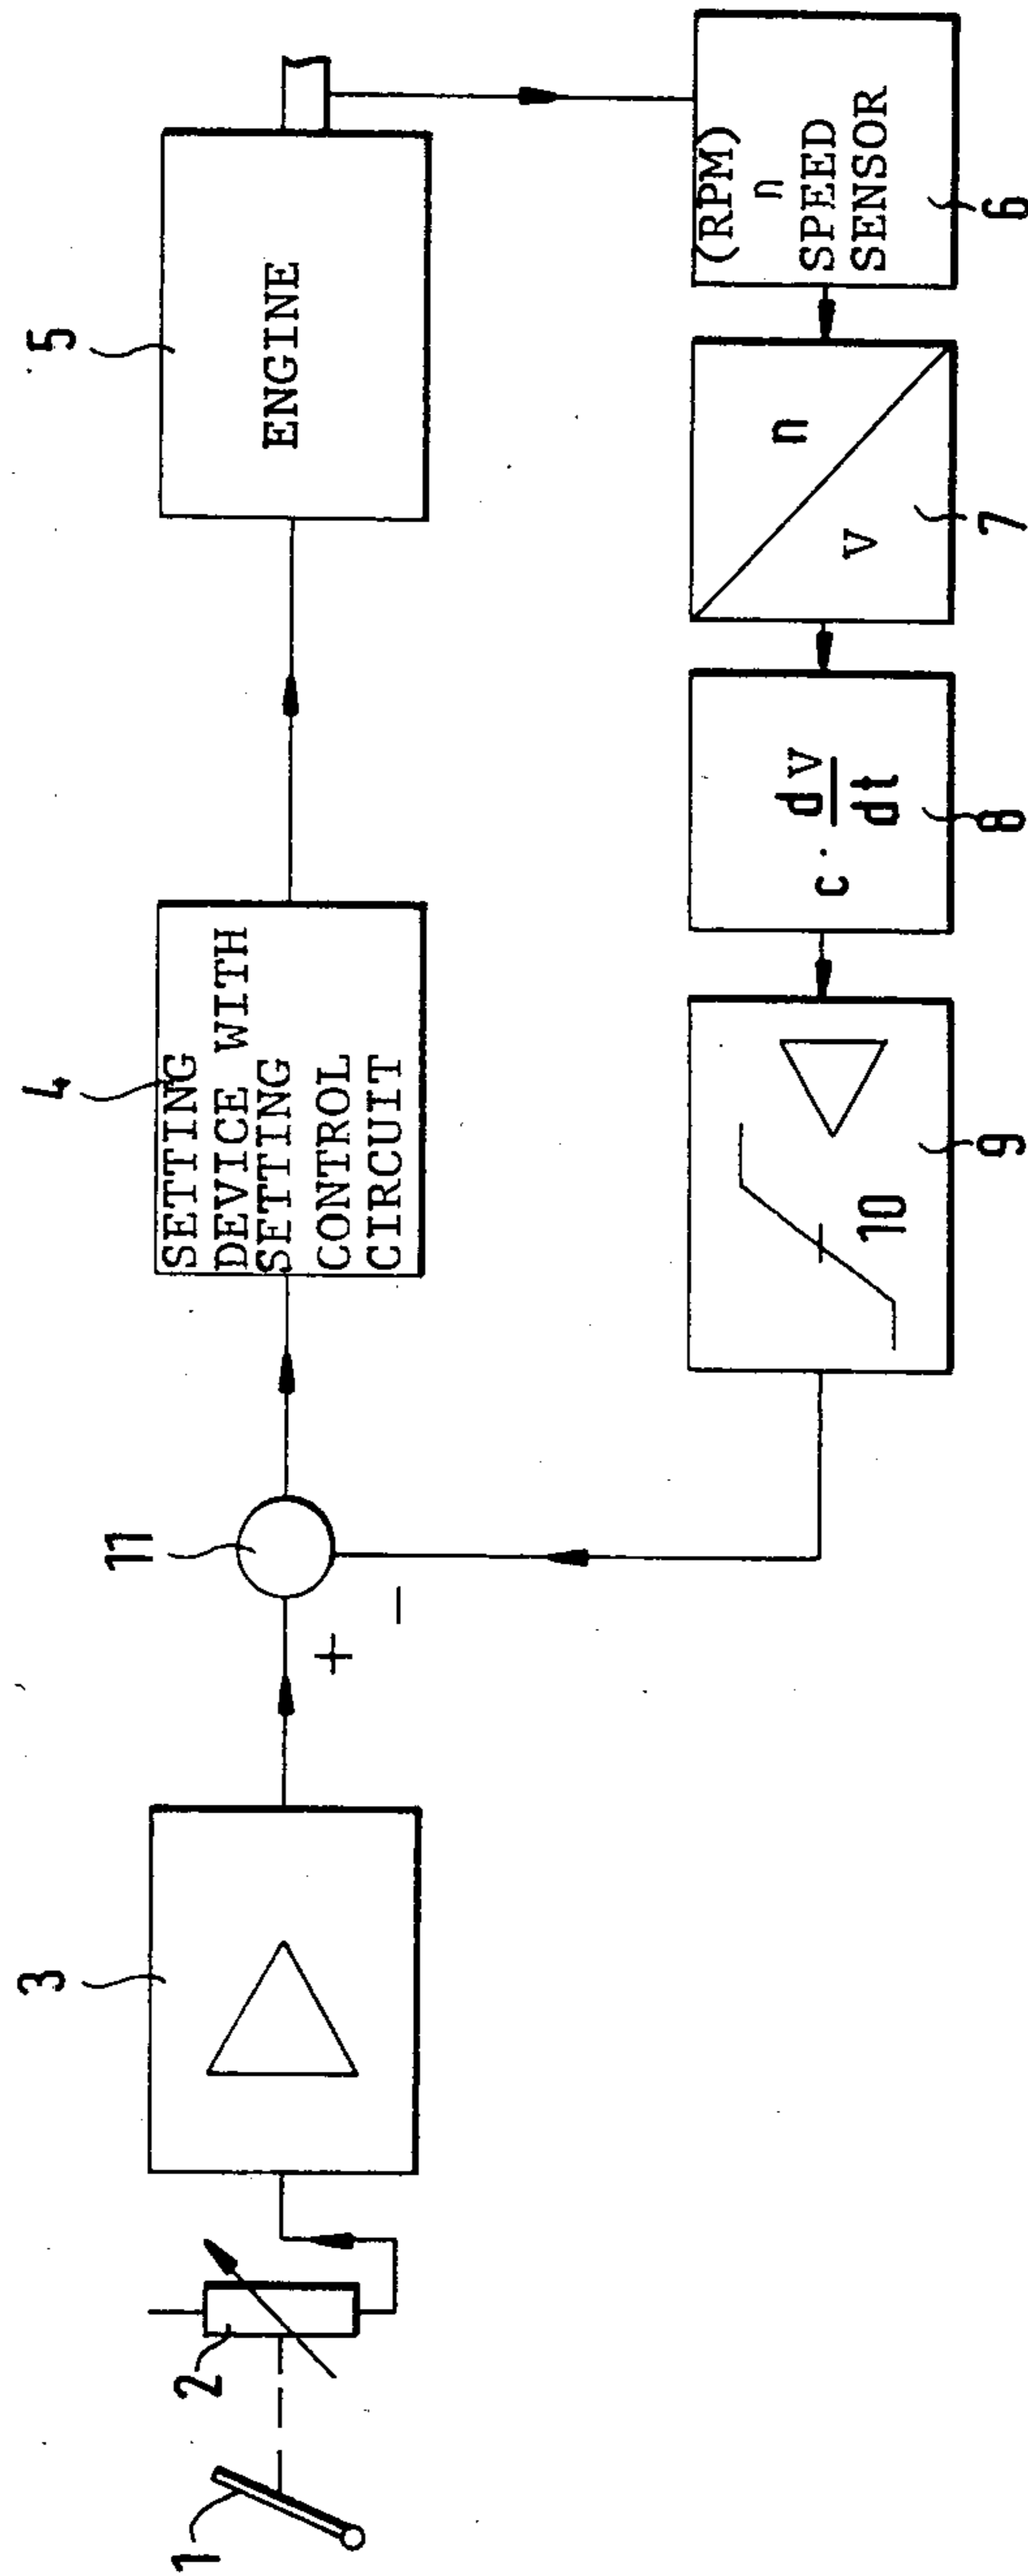 1
2
3
+
−
11
4
SETTING
DEVICE WITH
SETTING
CONTROL
CIRCUIT
5
ENGINE
(RPM)
n
SPEED
SENSOR
6
n
v
7
c · dv/dt
8
9
10